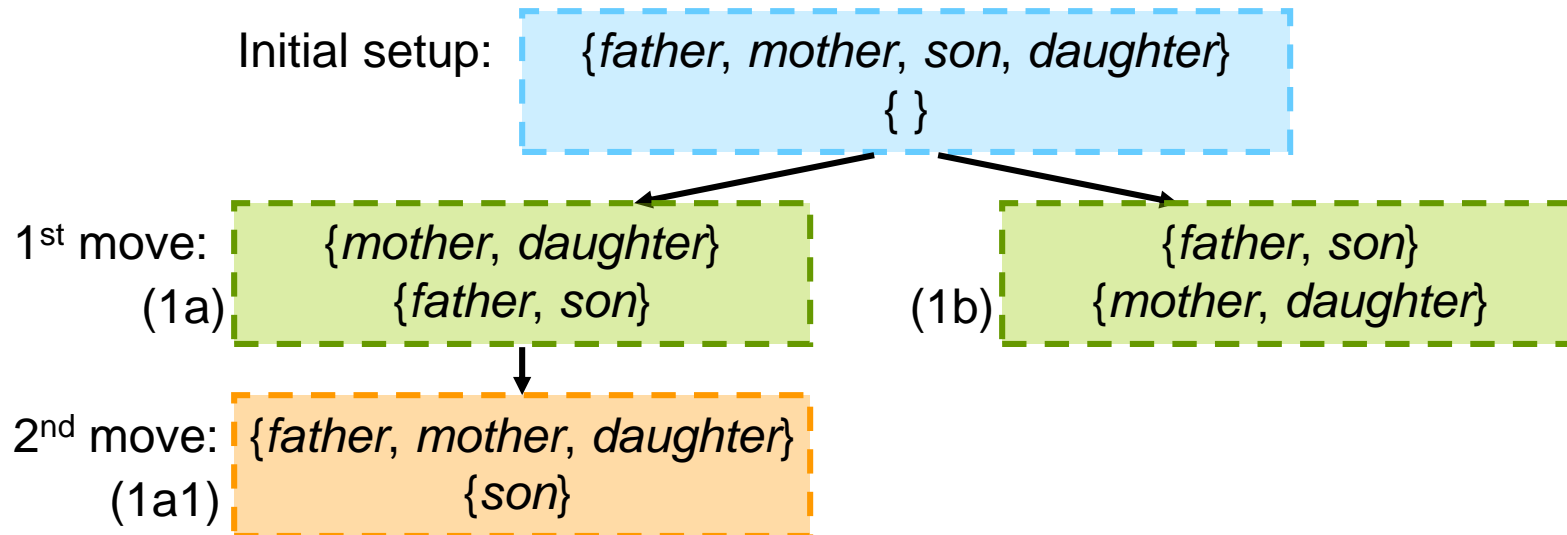 Initial setup:
{father, mother, son, daughter}
{ }
1st move:
(1a)
{mother, daughter}
{father, son}
(1b)
{father, son}
{mother, daughter}
2nd move:
(1a1)
{father, mother, daughter}
{son}